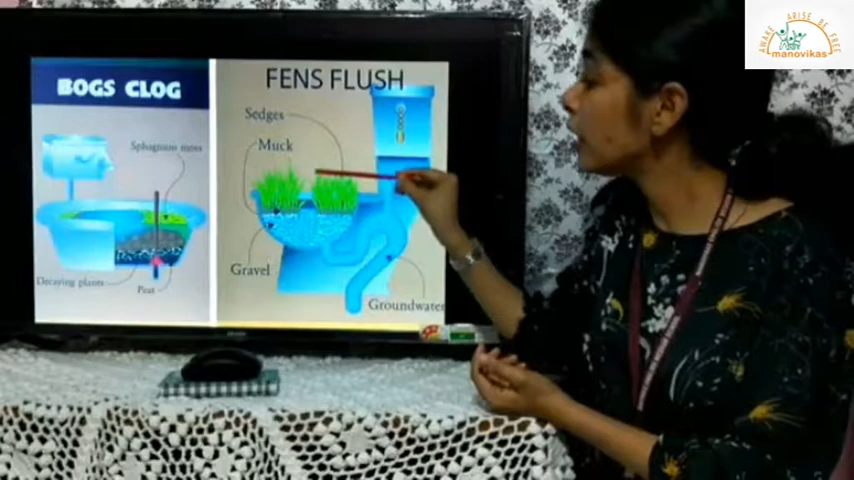 AWAKE ARISE BE FREE
manovikas
BOGS CLOG
Sphagnum moss
Decaying plants
Peat
FENS FLUSH
Sedges
Muck
Gravel
Groundwater